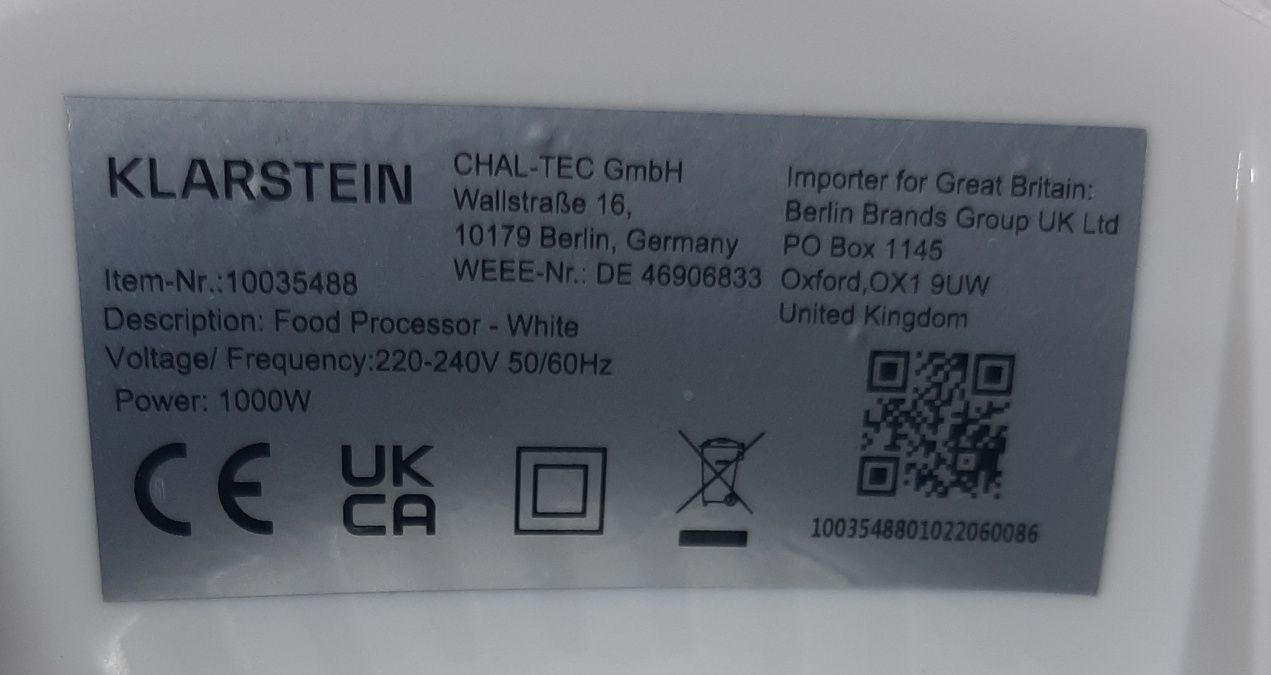 KLARSTEIN
CHAL-TEC GmbH
Wallstraße 16,
10179 Berlin, Germany
WEEE-Nr.: DE 46906833
Importer for Great Britain:
Berlin Brands Group UK Ltd
PO Box 1145
Oxford,OX1 9UW
United Kingdom
Item-Nr.:10035488
Description: Food Processor - White
Voltage/ Frequency:220-240V 50/60Hz
Power: 1000W
CE
UK
CA
1003548801022060086